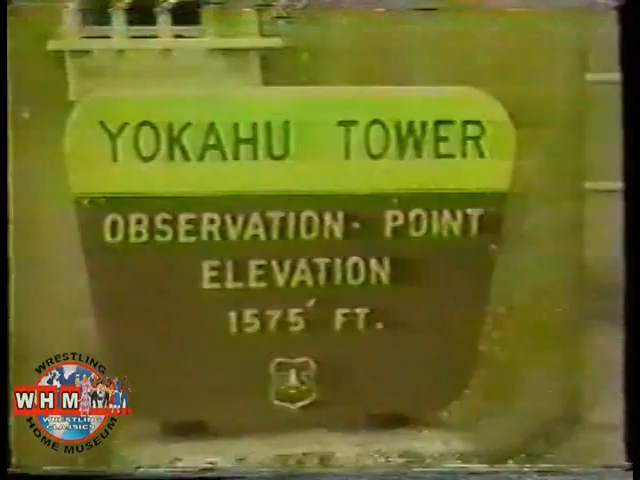 YOKAHU TOWER
OBSERVATION- POINT
ELEVATION
1575' FT.
WRESTLING
WHM
WRESTLING
CLASSICS
HOME MUSEUM